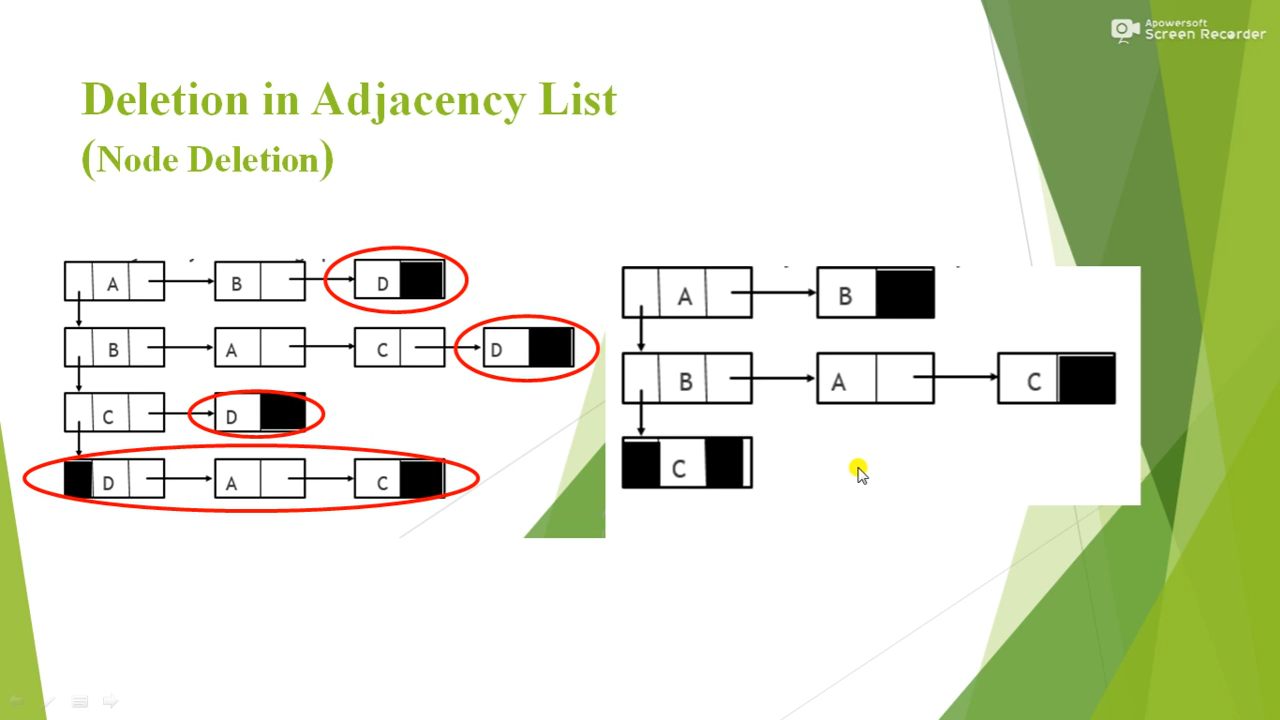 Apowersoft
Screen Recorder
Deletion in Adjacency List
(Node Deletion)
A B D
B A C D
C D
D A C
A B
B A C
C